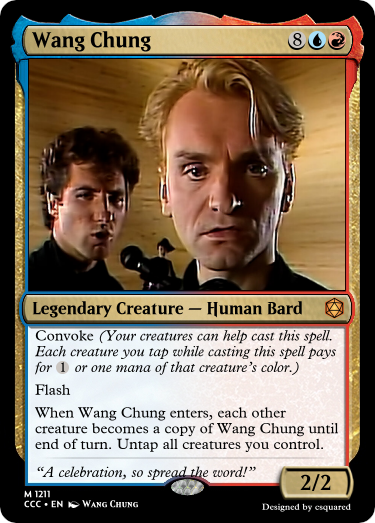 Wang Chung 8
Legendary Creature — Human Bard
Convoke (Your creatures can help cast this spell.
Each creature you tap while casting this spell pays
for 1 or one mana of that creature's color.)
Flash
When Wang Chung enters, each other
creature becomes a copy of Wang Chung until
end of turn. Untap all creatures you control.
“A celebration, so spread the word!”
2/2
M 1211
CCC • EN Wang Chung
Designed by csquared